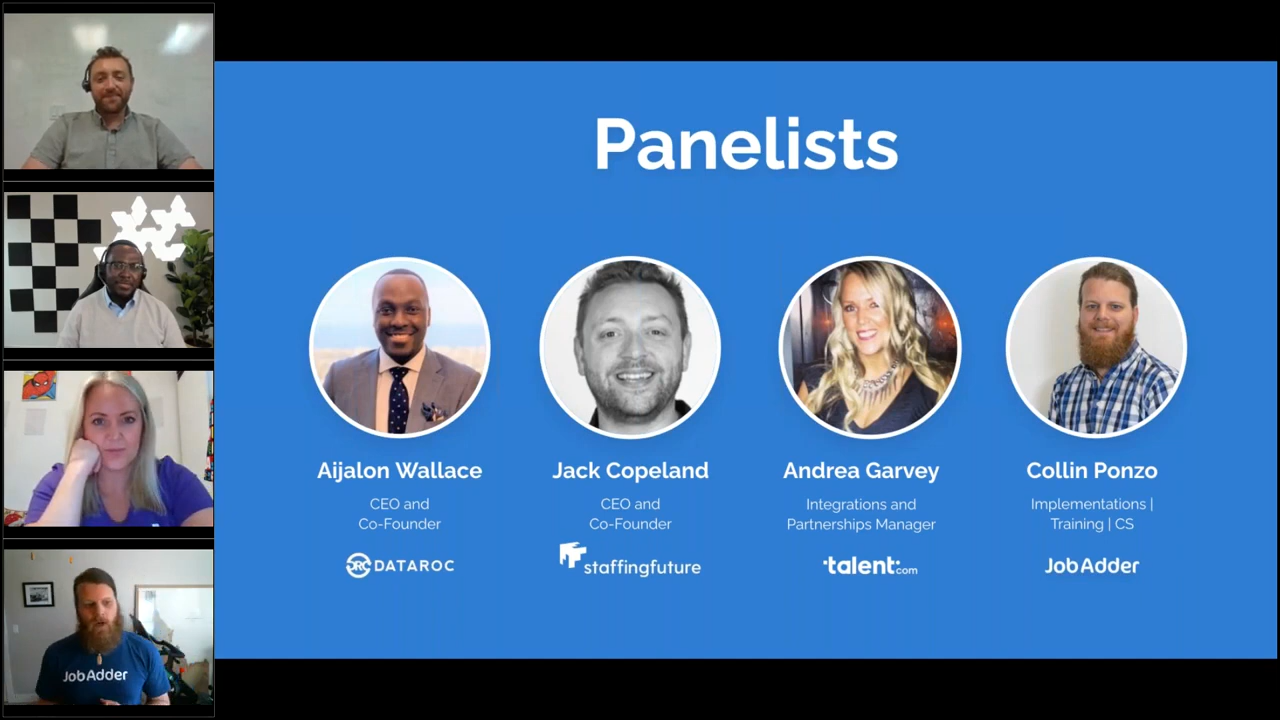 Panelists
Aijalon Wallace
CEO and
Co-Founder
DRC DATAROC
Jack Copeland
CEO and
Co-Founder
staffingfuture
Andrea Garvey
Integrations and
Partnerships Manager
talent.com
Collin Ponzo
Implementations |
Training | CS
JobAdder
JobAdder